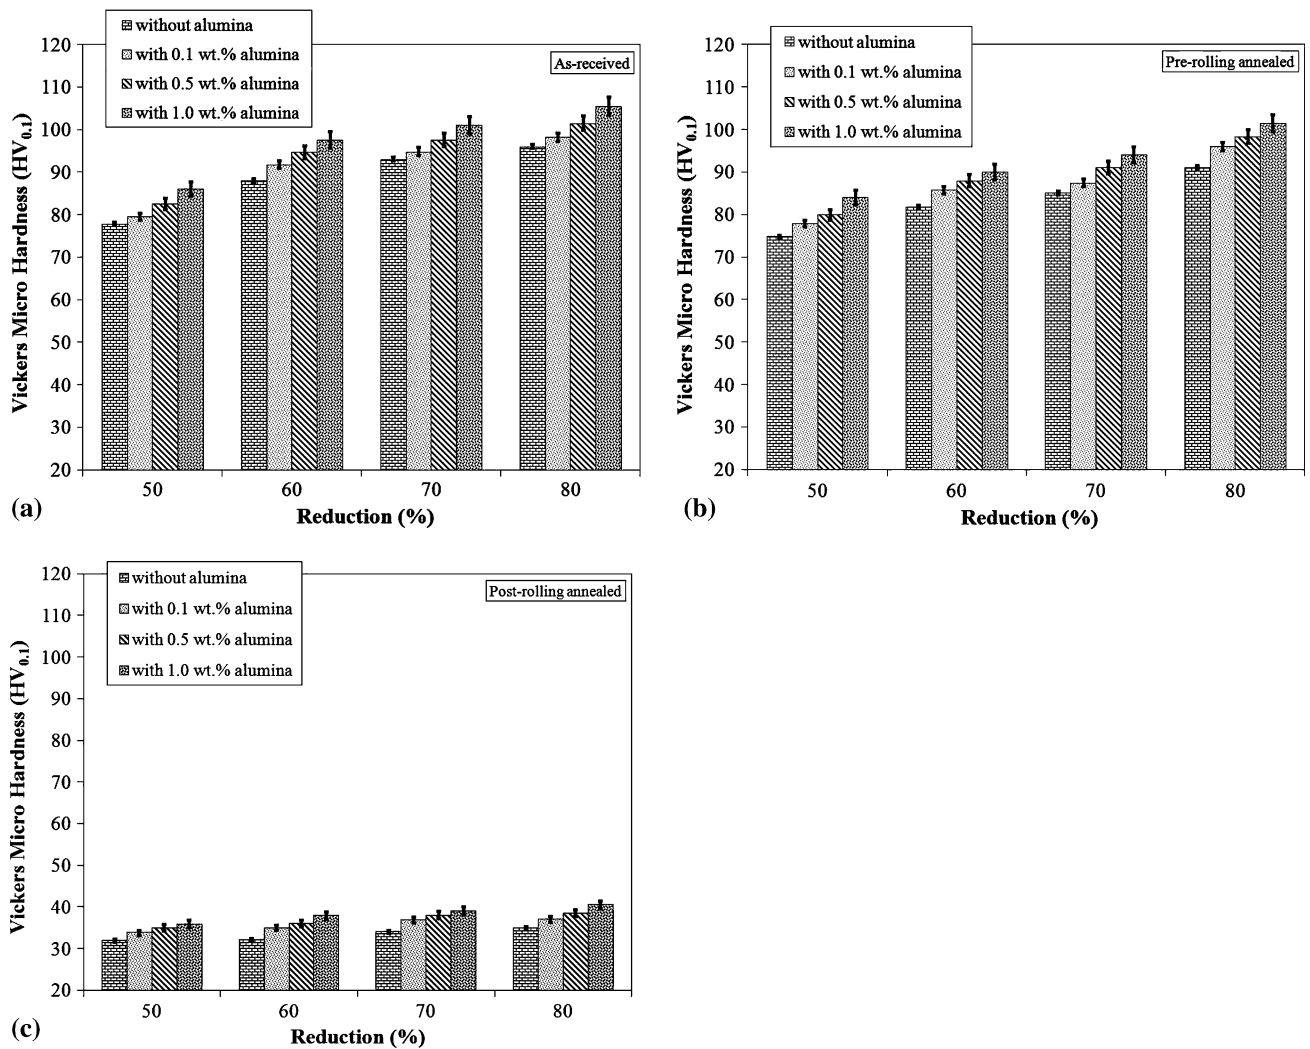 without alumina
with 0.1 wt.% alumina
with 0.5 wt.% alumina
with 1.0 wt.% alumina
As-received
120
110
100
90
80
70
60
50
40
30
20
Vickers Micro Hardness (HV0.1)
50 60 70 80
Reduction (%)
(a)
without alumina
with 0.1 wt.% alumina
with 0.5 wt.% alumina
with 1.0 wt.% alumina
Pre-rolling annealed
120
110
100
90
80
70
60
50
40
30
20
Vickers Micro Hardness (HV0.1)
50 60 70 80
Reduction (%)
(b)
without alumina
with 0.1 wt.% alumina
with 0.5 wt.% alumina
with 1.0 wt.% alumina
Post-rolling annealed
120
110
100
90
80
70
60
50
40
30
20
Vickers Micro Hardness (HV0.1)
50 60 70 80
Reduction (%)
(c)